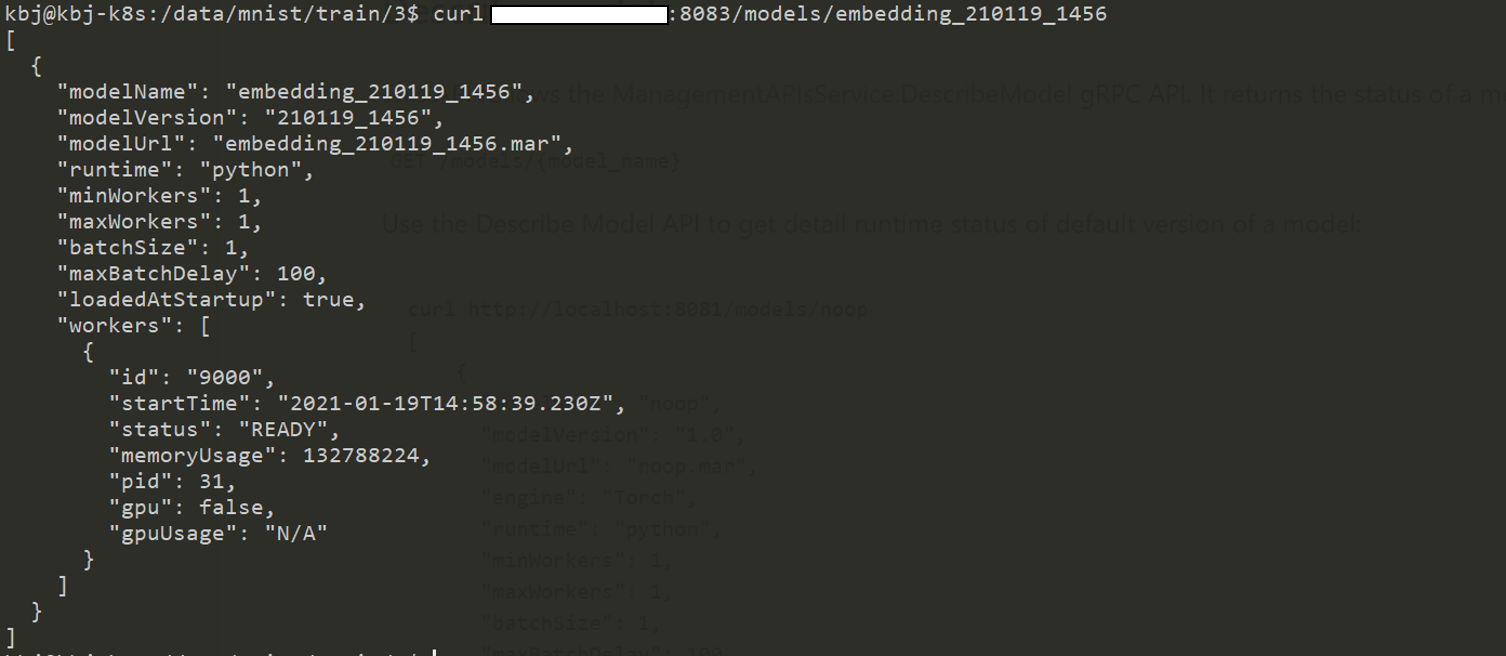 kbj@kbj-k8s:/data/mnist/train/3$ curl :8083/models/embedding_210119_1456
[
  {
    "modelName": "embedding_210119_1456",
    "modelVersion": "210119_1456",
    "modelUrl": "embedding_210119_1456.mar",
    "runtime": "python",
    "minWorkers": 1,
    "maxWorkers": 1,
    "batchSize": 1,
    "maxBatchDelay": 100,
    "loadedAtStartup": true,
    "workers": [
      {
        "id": "9000",
        "startTime": "2021-01-19T14:58:39.230Z",
        "status": "READY",
        "memoryUsage": 132788224,
        "pid": 31,
        "gpu": false,
        "gpuUsage": "N/A"
      }
    ]
  }
]
the ManagementAPIsService.DescribeModel gRPC API. It returns the status of a
GET /models/{model_name}
Use the Describe Model API to get detail runtime status of default version of a model:
curl http://localhost:8081/models/noop
[
{
"noop",
"modelVersion": "1.0",
"modelUrl": "noop.mar",
"engine": "Torch",
"runtime": "python",
"minWorkers": 1,
"maxWorkers": 1,
"batchSize": 1,
"maxBatchDelay": 100